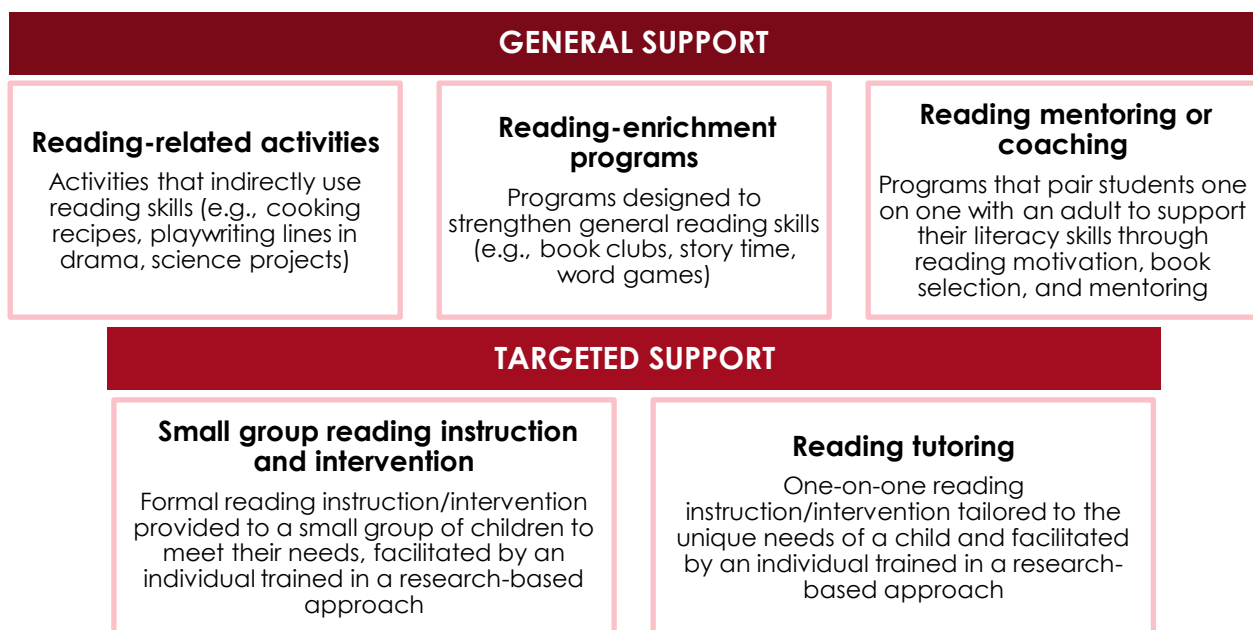 GENERAL SUPPORT
Reading-related activities
Activities that indirectly use
reading skills (e.g., cooking
recipes, playwriting lines in
drama, science projects)
Reading-enrichment
programs
Programs designed to
strengthen general reading skills
(e.g., book clubs, story time,
word games)
Reading mentoring or
coaching
Programs that pair students one
on one with an adult to support
their literacy skills through
reading motivation, book
selection, and mentoring
TARGETED SUPPORT
Small group reading instruction
and intervention
Formal reading instruction/intervention
provided to a small group of children to
meet their needs, facilitated by an
individual trained in a research-based
approach
Reading tutoring
One-on-one reading
instruction/intervention tailored to the
unique needs of a child and facilitated
by an individual trained in a research-
based approach